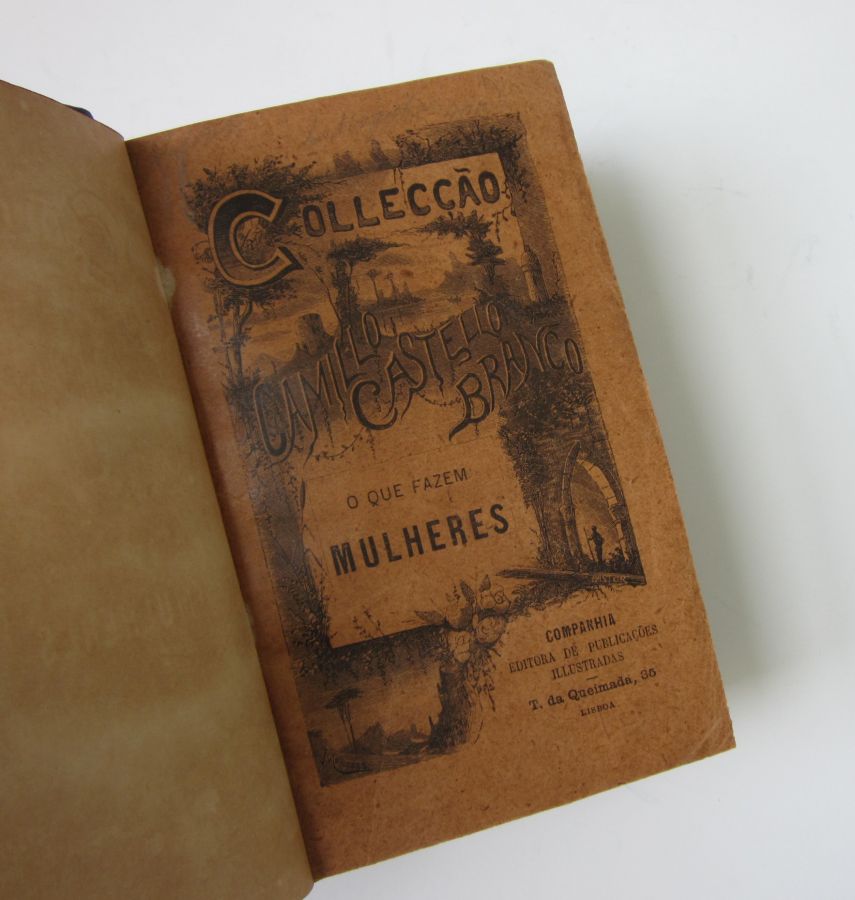 COLLECÇÃO
CAMILLO CASTELLO BRANCO
O QUE FAZEM
MULHERES
COMPANHIA
EDITORA DE PUBLICAÇÕES
ILLUSTRADAS
T. da Queimada, 35
LISBOA